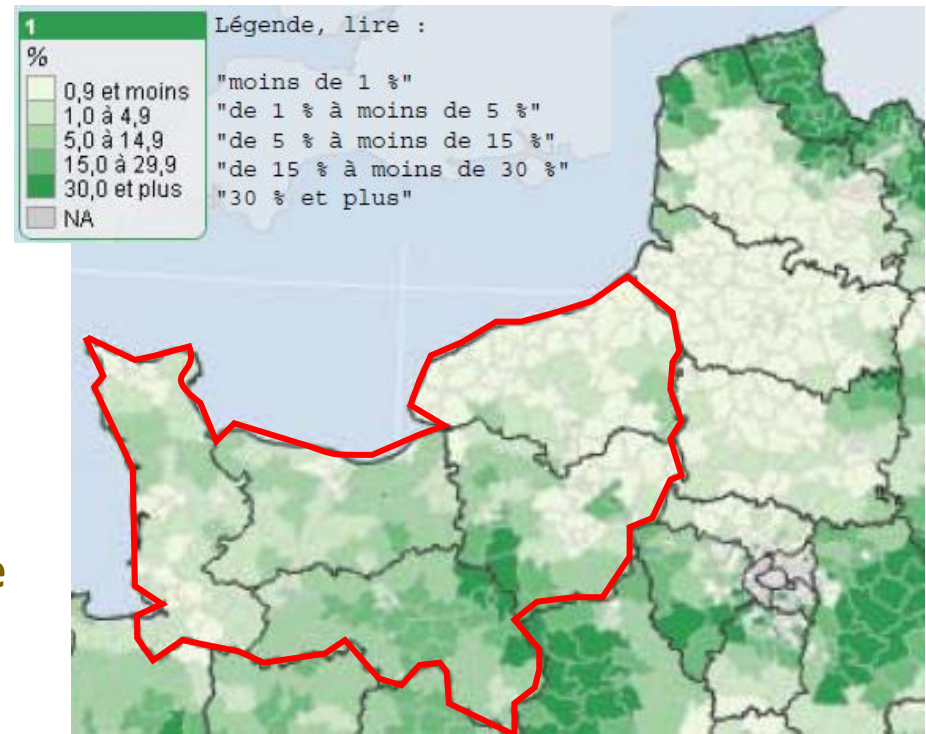 1
%
0,9 et moins
1,0 à 4,9
5,0 à 14,9
15,0 à 29,9
30,0 et plus
NA
Légende, lire :
"moins de 1 %"
"de 1 % à moins de 5 %"
"de 5 % à moins de 15 %"
"de 15 % à moins de 30 %"
"30 % et plus"
e